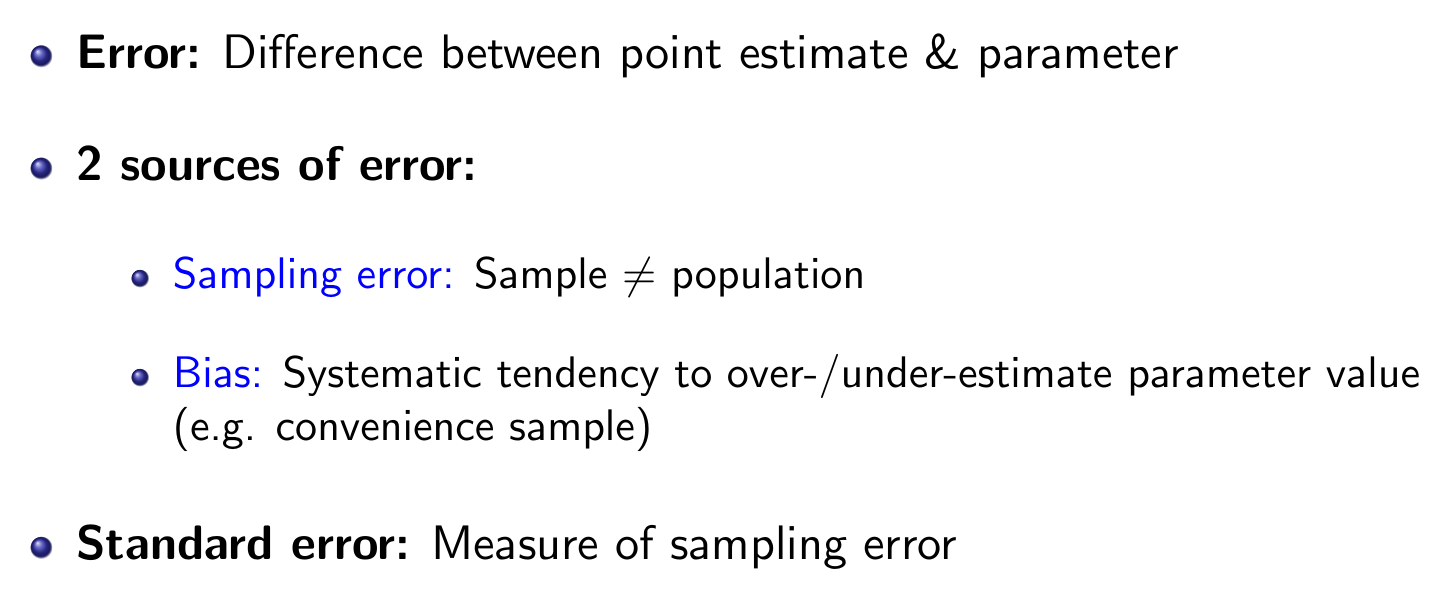 Error: Difference between point estimate & parameter
2 sources of error:
Sampling error: Sample ≠ population
Bias: Systematic tendency to over-/under-estimate parameter value
(e.g. convenience sample)
Standard error: Measure of sampling error